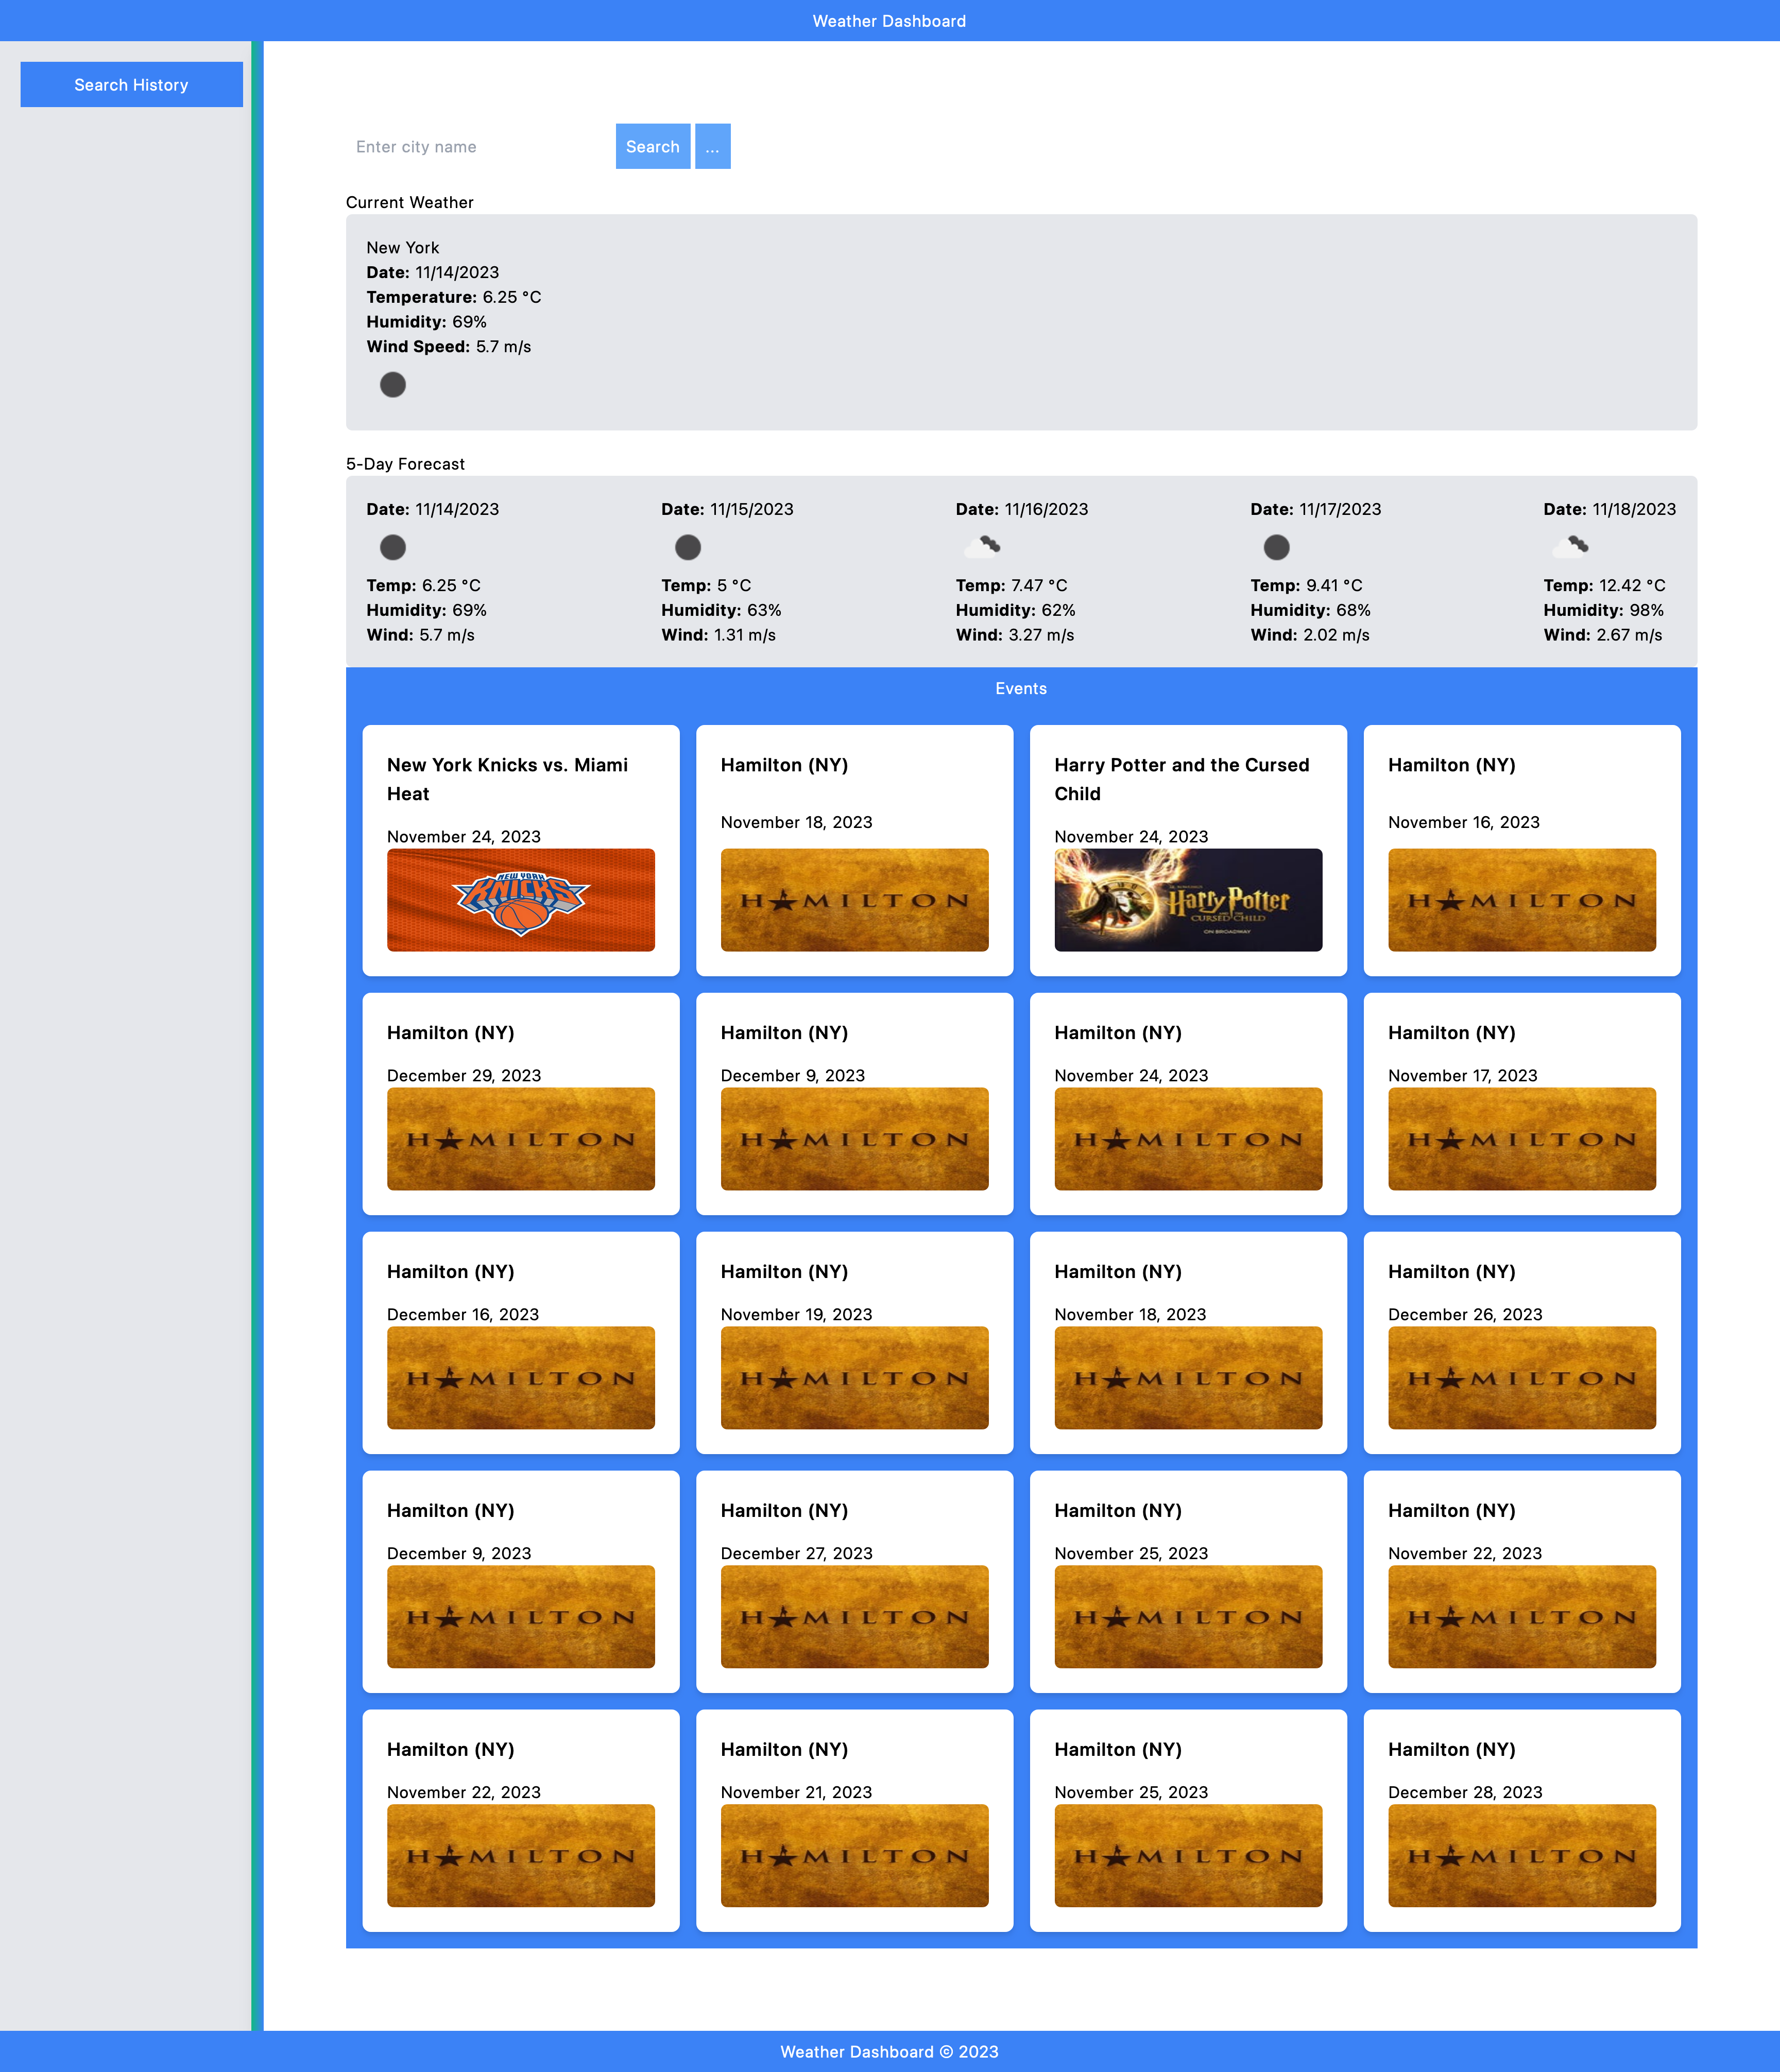 Weather Dashboard
Search History
Enter city name
Search
...
Current Weather
New York
Date: 11/14/2023
Temperature: 6.25 °C
Humidity: 69%
Wind Speed: 5.7 m/s
5-Day Forecast
Date: 11/14/2023
Temp: 6.25 °C
Humidity: 69%
Wind: 5.7 m/s
Date: 11/15/2023
Temp: 5 °C
Humidity: 63%
Wind: 1.31 m/s
Date: 11/16/2023
Temp: 7.47 °C
Humidity: 62%
Wind: 3.27 m/s
Date: 11/17/2023
Temp: 9.41 °C
Humidity: 68%
Wind: 2.02 m/s
Date: 11/18/2023
Temp: 12.42 °C
Humidity: 98%
Wind: 2.67 m/s
Events
New York Knicks vs. Miami
Heat
November 24, 2023
NEW YORK
KNICKS
Hamilton (NY)
November 18, 2023
HAMILTON
Harry Potter and the Cursed
Child
November 24, 2023
Harry Potter
CURSED CHILD
ON BROADWAY
Hamilton (NY)
November 16, 2023
HAMILTON
Hamilton (NY)
December 29, 2023
HAMILTON
Hamilton (NY)
December 9, 2023
HAMILTON
Hamilton (NY)
November 24, 2023
HAMILTON
Hamilton (NY)
November 17, 2023
HAMILTON
Hamilton (NY)
December 16, 2023
HAMILTON
Hamilton (NY)
November 19, 2023
HAMILTON
Hamilton (NY)
November 18, 2023
HAMILTON
Hamilton (NY)
December 26, 2023
HAMILTON
Hamilton (NY)
December 9, 2023
HAMILTON
Hamilton (NY)
December 27, 2023
HAMILTON
Hamilton (NY)
November 25, 2023
HAMILTON
Hamilton (NY)
November 22, 2023
HAMILTON
Hamilton (NY)
November 22, 2023
HAMILTON
Hamilton (NY)
November 21, 2023
HAMILTON
Hamilton (NY)
November 25, 2023
HAMILTON
Hamilton (NY)
December 28, 2023
HAMILTON
Weather Dashboard © 2023